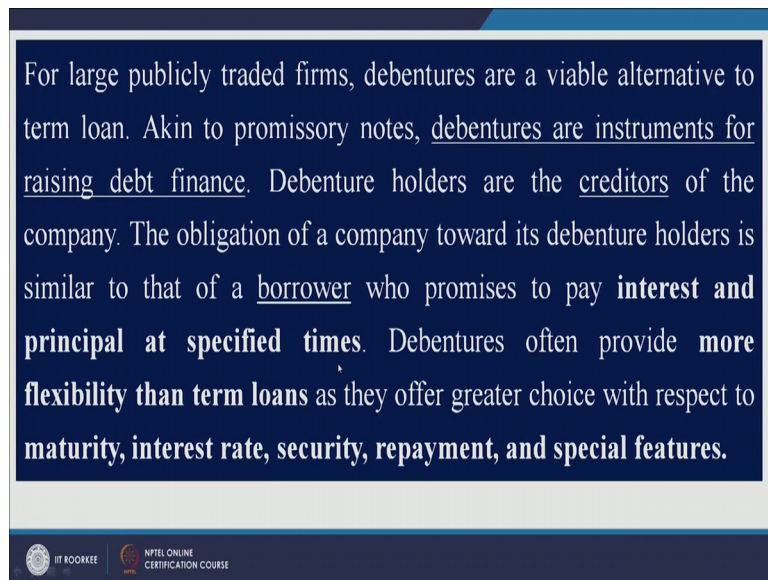 For large publicly traded firms, debentures are a viable alternative to
term loan. Akin to promissory notes, debentures are instruments for
raising debt finance. Debenture holders are the creditors of the
company. The obligation of a company toward its debenture holders is
similar to that of a borrower who promises to pay interest and
principal at specified times. Debentures often provide more
flexibility than term loans as they offer greater choice with respect to
maturity, interest rate, security, repayment, and special features.
IIT ROORKEE
NPTEL ONLINE
CERTIFICATION COURSE